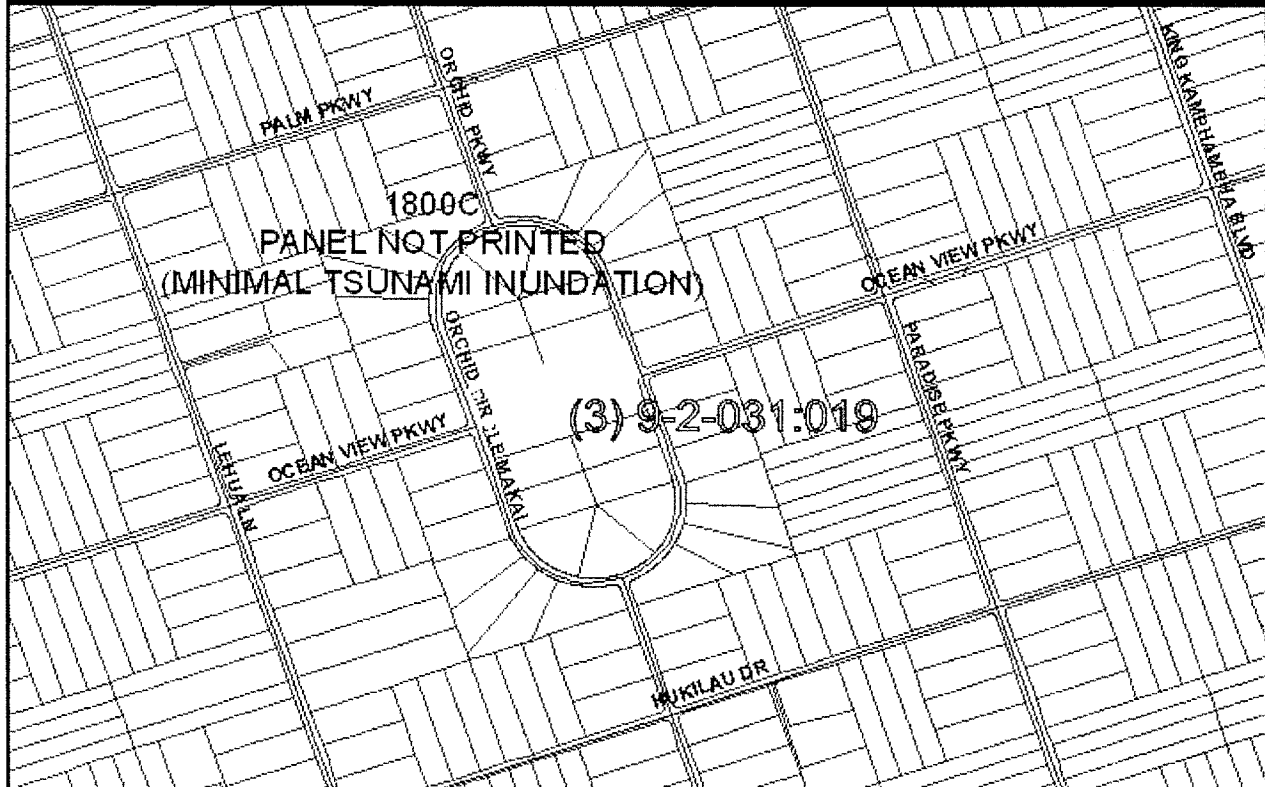 ORCHID PKWY
KING KAMEHAMEHA BLVD
PALM PKWY
1800C
PANEL NOT PRINTED
(MINIMAL TSUNAMI INUNDATION)
OCEAN VIEW PKWY
ORCHID
PARADISE PKWY
(3) 9-2-031:019
OCEAN VIEW PKWY
LEHUA LN
HUKILAU DR